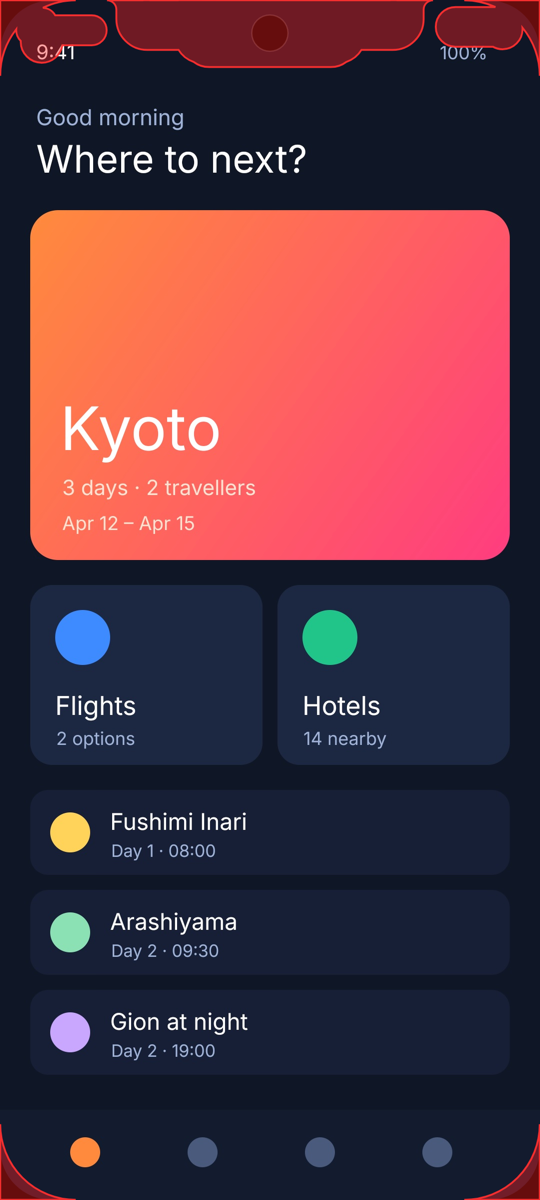 9:41
100%
Good morning
Where to next?
Kyoto
3 days · 2 travellers
Apr 12 – Apr 15
Flights
2 options
Hotels
14 nearby
Fushimi Inari
Day 1 · 08:00
Arashiyama
Day 2 · 09:30
Gion at night
Day 2 · 19:00